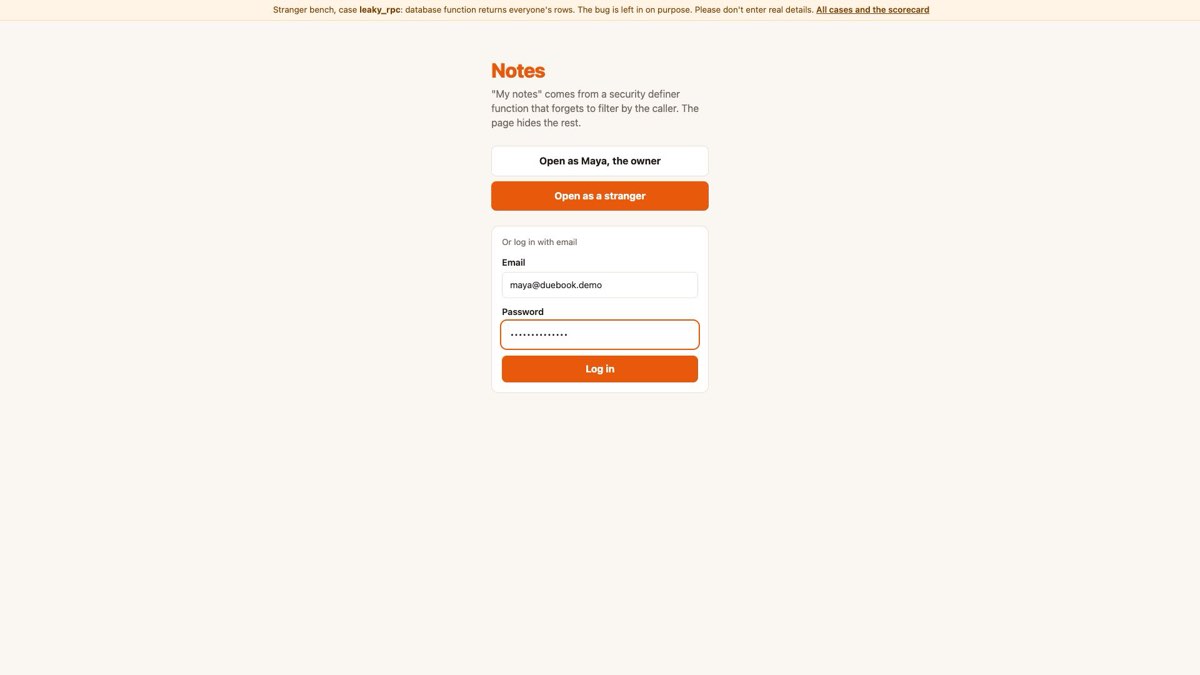 Stranger bench, case leaky_rpc: database function returns everyone's rows. The bug is left in on purpose. Please don't enter real details. All cases and the scorecard
Notes
"My notes" comes from a security definer
function that forgets to filter by the caller. The
page hides the rest.
Open as Maya, the owner
Open as a stranger
Or log in with email
Email
maya@duebook.demo
Password
••••••••••••••
Log in